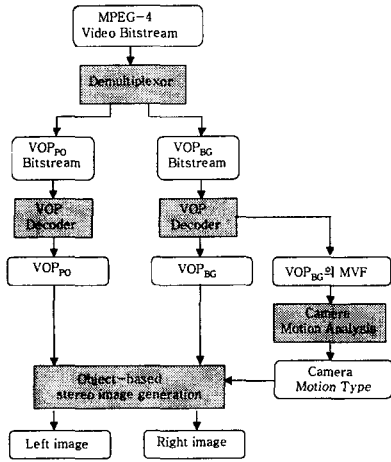 MPEG-4
Video Bitstream
Demultiplexor
VOP_PO
Bitstream
VOP_BG
Bitstream
VOP
Decoder
VOP
Decoder
VOP_PO
VOP_BG
VOP_BG의 MVF
Camera
Motion Analysis
Object-based
stereo image generation
Camera
Motion Type
Left image
Right image